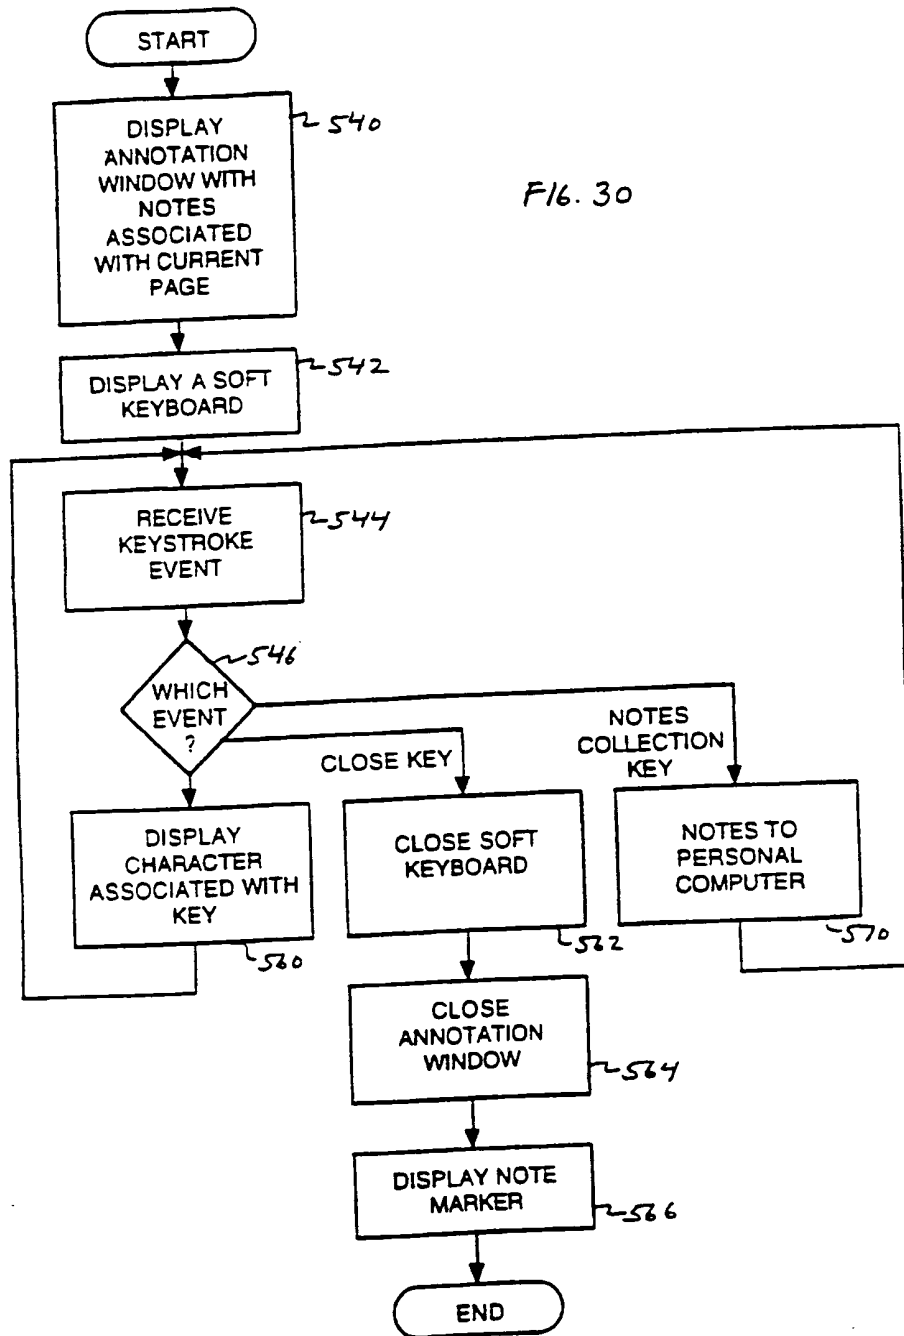 START
DISPLAY
ANNOTATION
WINDOW WITH
NOTES
ASSOCIATED
WITH CURRENT
PAGE
540
FIG. 30
DISPLAY A SOFT
KEYBOARD
542
RECEIVE
KEYSTROKE
EVENT
544
546
WHICH
EVENT
?
CLOSE KEY
NOTES
COLLECTION
KEY
DISPLAY
CHARACTER
ASSOCIATED WITH
KEY
560
CLOSE SOFT
KEYBOARD
562
NOTES TO
PERSONAL
COMPUTER
570
CLOSE
ANNOTATION
WINDOW
564
DISPLAY NOTE
MARKER
566
END